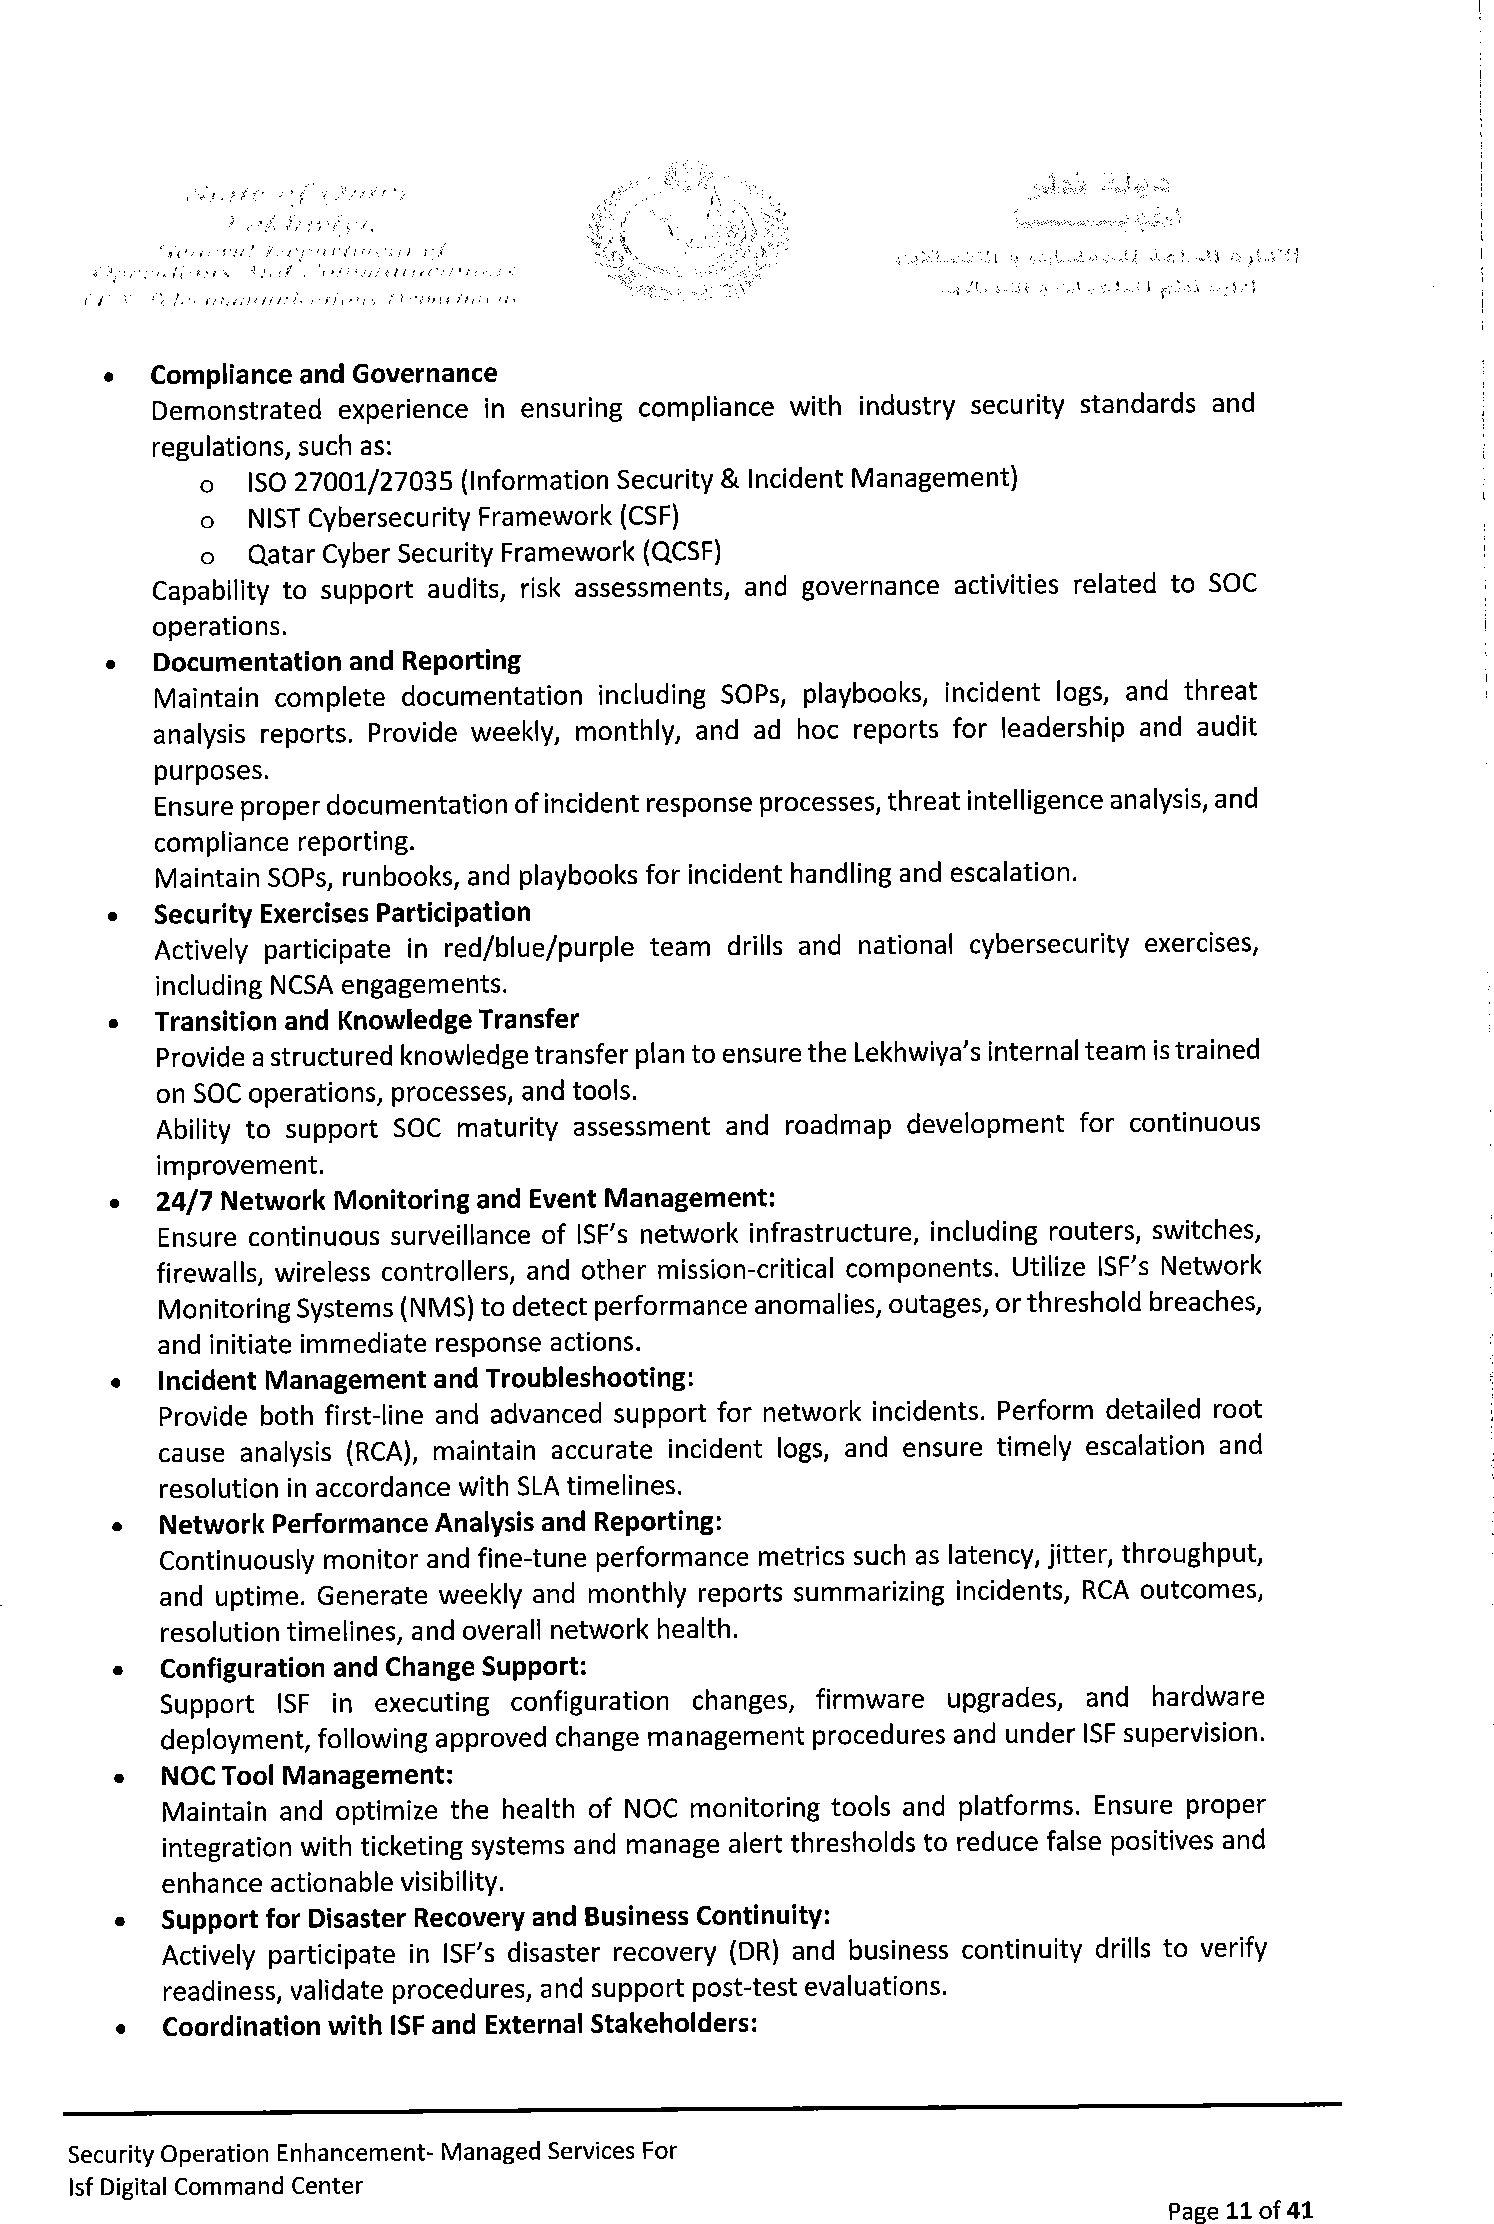 State of Qatar
Lekhwiya
General Department of
دولة قطر
• Compliance and Governance
Demonstrated experience in ensuring compliance with industry security standards and
regulations, such as:
o ISO 27001/27035 (Information Security & Incident Management)
o NIST Cybersecurity Framework (CSF)
o Qatar Cyber Security Framework (QCSF)
Capability to support audits, risk assessments, and governance activities related to SOC
operations.
• Documentation and Reporting
Maintain complete documentation including SOPs, playbooks, incident logs, and threat
analysis reports. Provide weekly, monthly, and ad hoc reports for leadership and audit
purposes.
Ensure proper documentation of incident response processes, threat intelligence analysis, and
compliance reporting.
Maintain SOPs, runbooks, and playbooks for incident handling and escalation.
• Security Exercises Participation
Actively participate in red/blue/purple team drills and national cybersecurity exercises,
including NCSA engagements.
• Transition and Knowledge Transfer
Provide a structured knowledge transfer plan to ensure the Lekhwiya's internal team is trained
on SOC operations, processes, and tools.
Ability to support SOC maturity assessment and roadmap development for continuous
improvement.
• 24/7 Network Monitoring and Event Management:
Ensure continuous surveillance of ISF's network infrastructure, including routers, switches,
firewalls, wireless controllers, and other mission-critical components. Utilize ISF's Network
Monitoring Systems (NMS) to detect performance anomalies, outages, or threshold breaches,
and initiate immediate response actions.
• Incident Management and Troubleshooting:
Provide both first-line and advanced support for network incidents. Perform detailed root
cause analysis (RCA), maintain accurate incident logs, and ensure timely escalation and
resolution in accordance with SLA timelines.
• Network Performance Analysis and Reporting:
Continuously monitor and fine-tune performance metrics such as latency, jitter, throughput,
and uptime. Generate weekly and monthly reports summarizing incidents, RCA outcomes,
resolution timelines, and overall network health.
• Configuration and Change Support:
Support ISF in executing configuration changes, firmware upgrades, and hardware
deployment, following approved change management procedures and under ISF supervision.
• NOC Tool Management:
Maintain and optimize the health of NOC monitoring tools and platforms. Ensure proper
integration with ticketing systems and manage alert thresholds to reduce false positives and
enhance actionable visibility.
• Support for Disaster Recovery and Business Continuity:
Actively participate in ISF's disaster recovery (DR) and business continuity drills to verify
readiness, validate procedures, and support post-test evaluations.
• Coordination with ISF and External Stakeholders:
Security Operation Enhancement- Managed Services For
Isf Digital Command Center
Page 11 of 41